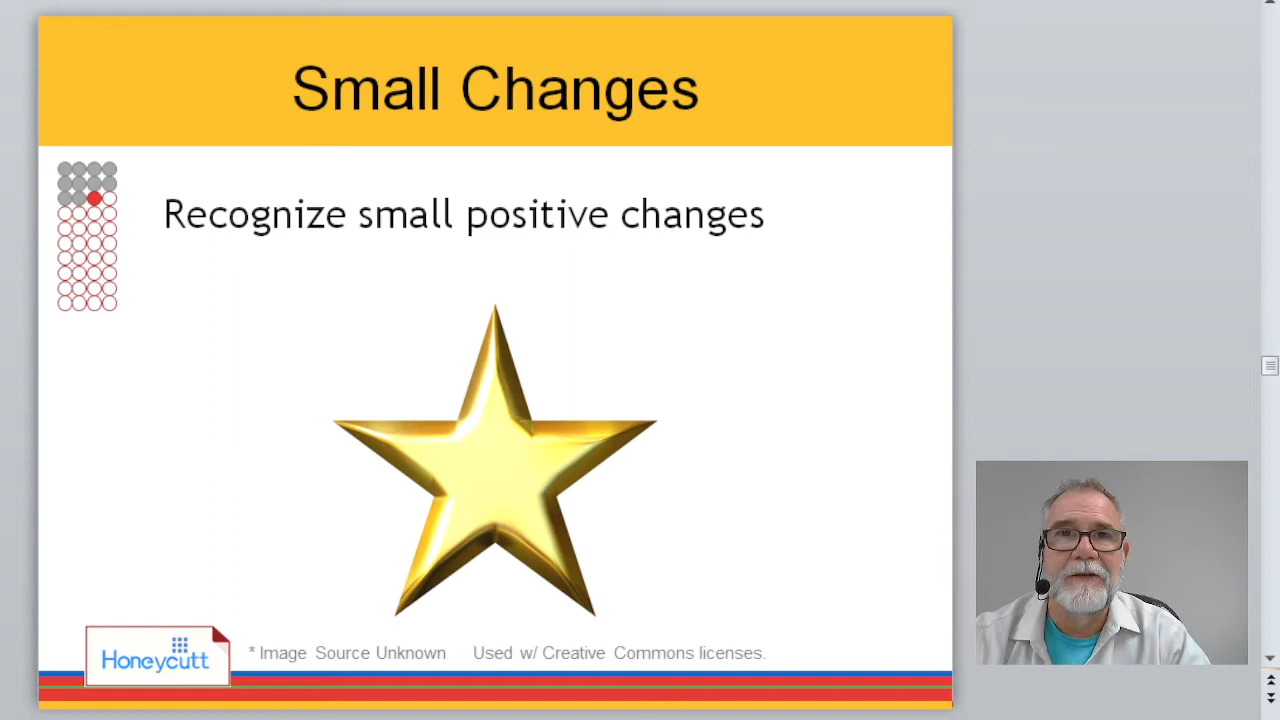 Small Changes
Recognize small positive changes
Honeycutt
* Image Source Unknown Used w/ Creative Commons licenses.